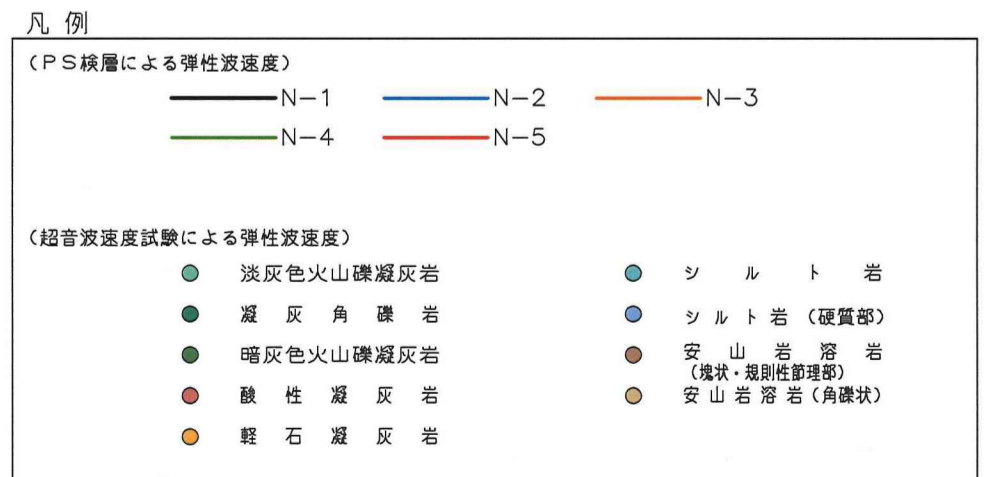 凡 例
(PS検層による弾性波速度)
N-1 N-2 N-3
N-4 N-5
(超音波速度試験による弾性波速度)
淡灰色火山礫凝灰岩 シルト岩
凝灰角礫岩 シルト岩(硬質部)
暗灰色火山礫凝灰岩 安山岩溶岩
(塊状・規則性節理部)
酸性凝灰岩 安山岩溶岩(角礫状)
軽石凝灰岩